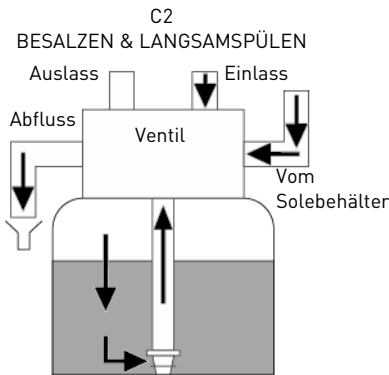 C2
BESALZEN & LANGSAMSPÜLEN
Auslass
Einlass
Abfluss
Ventil
Vom
Solebehälter